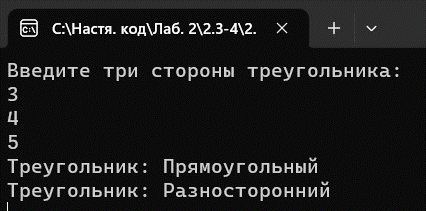 C:\Настя. код\Лаб. 2\2.3-4\2.
Введите три стороны треугольника:
3
4
5
Треугольник: Прямоугольный
Треугольник: Разносторонний